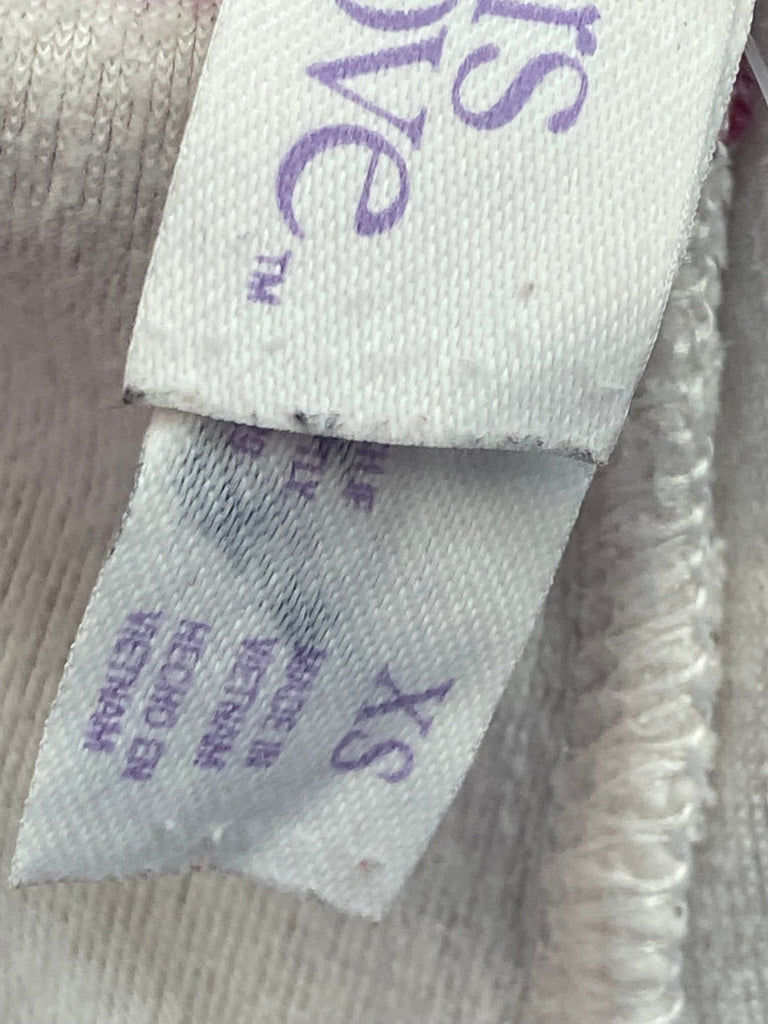 rs
ove
TM
XS
MADE IN
VIETNAM
HECHO EN
VIETNAM